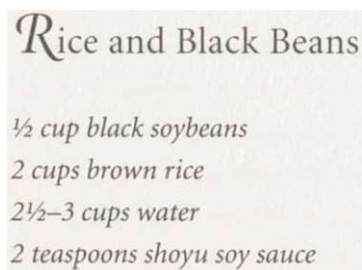 Rice and Black Beans
½ cup black soybeans
2 cups brown rice
2½–3 cups water
2 teaspoons shoyu soy sauce